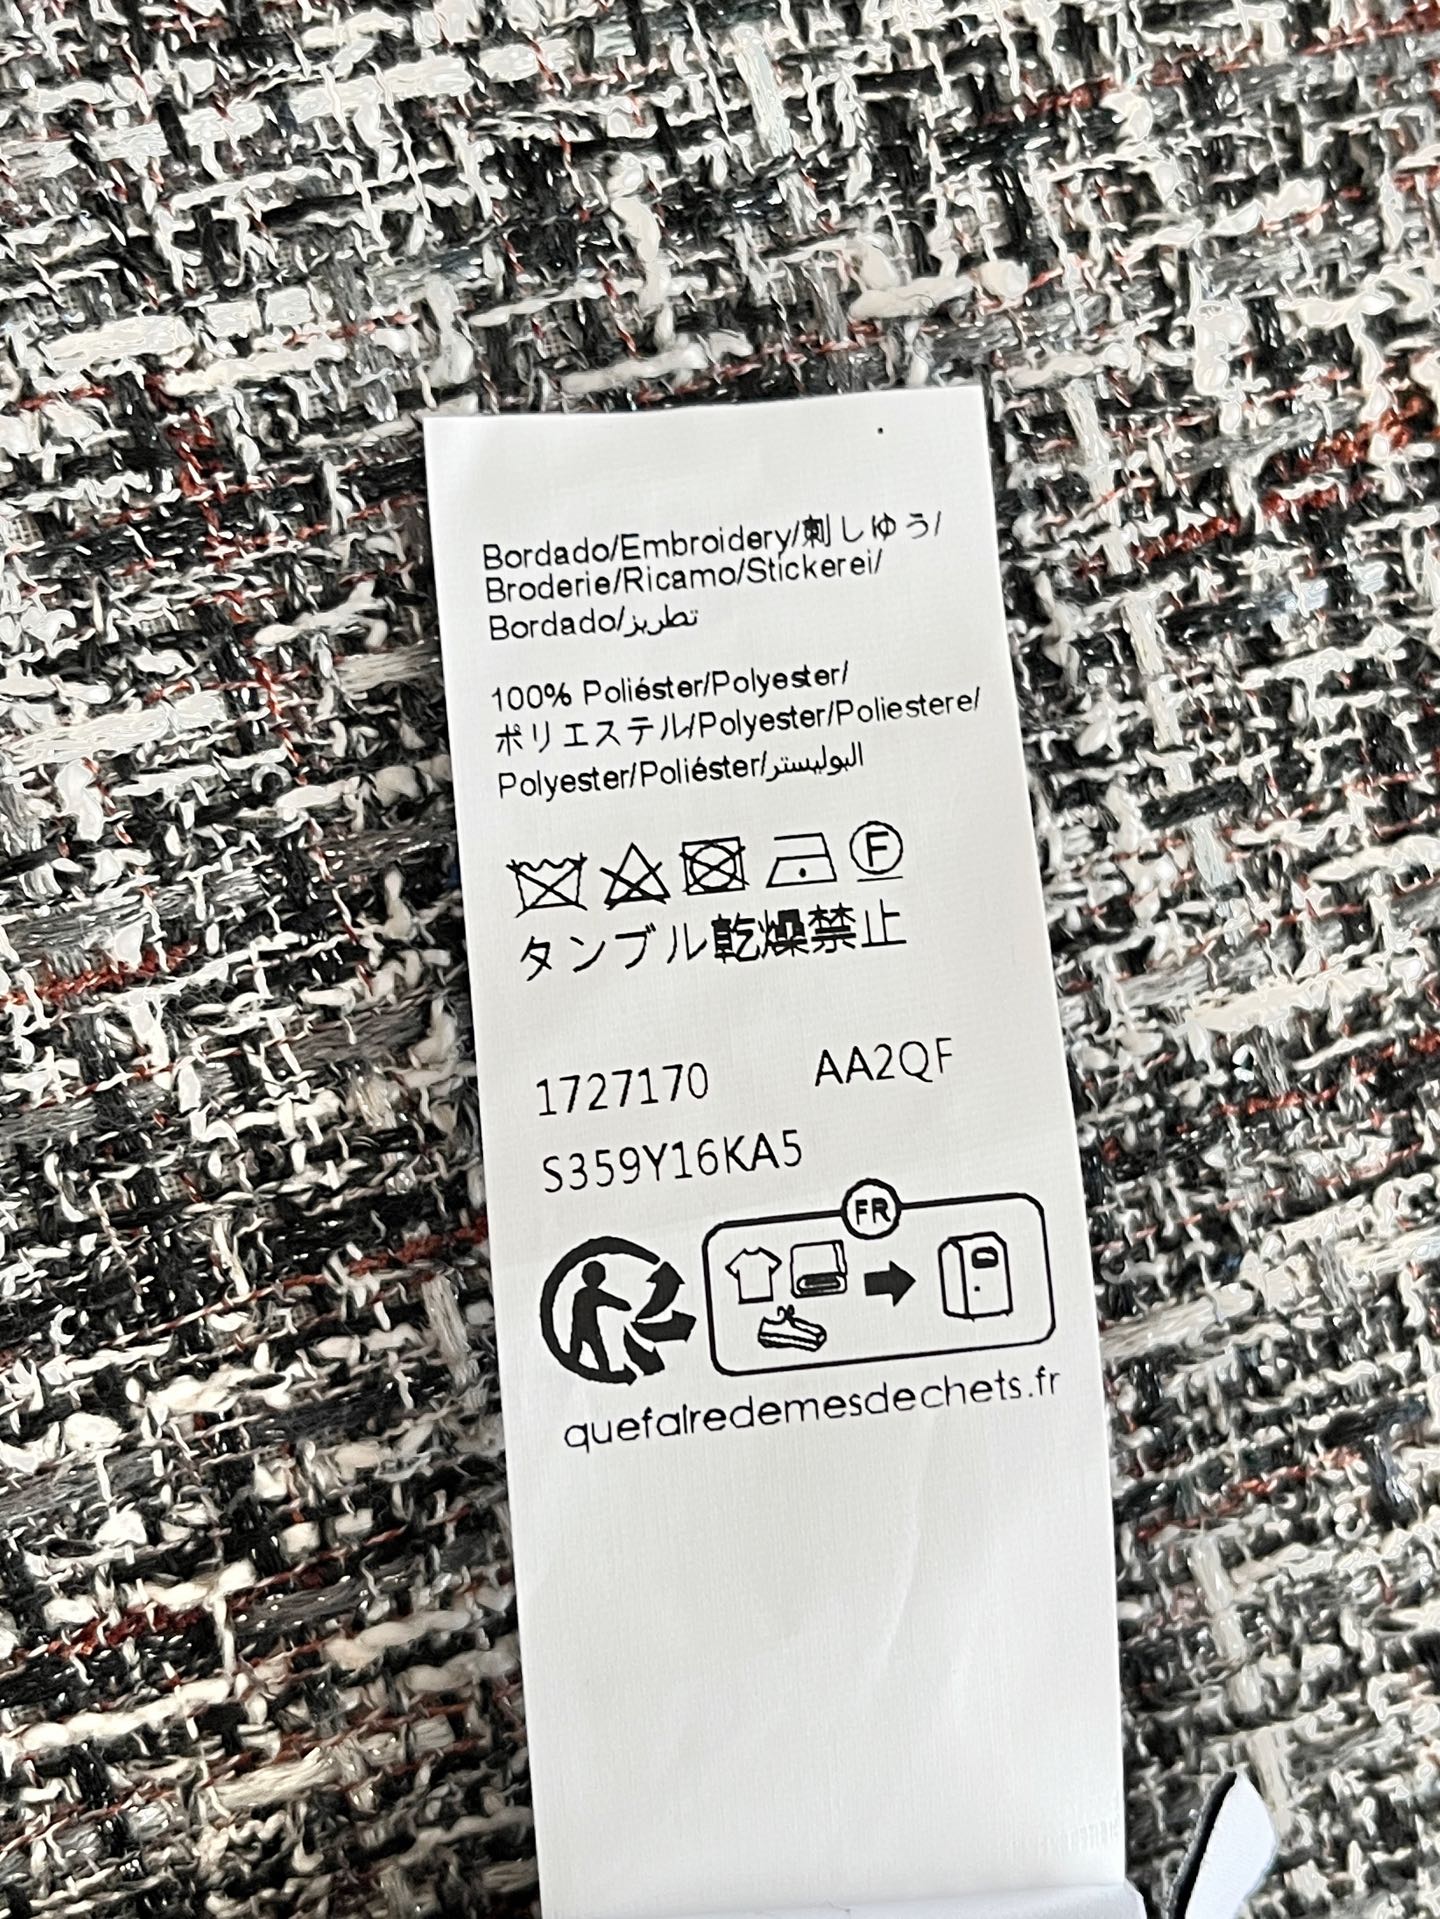 Bordado/Embroidery/刺しゆう/
Broderie/Ricamo/Stickerei/
Bordado/تطريز
100% Poliéster/Polyester/
ポリエステル/Polyester/Poliestere/
Polyester/Poliéster/البوليستر
F
タンブル乾燥禁止
1727170 AA2QF
S359Y16KA5
FR
quefairedemesdechets.fr